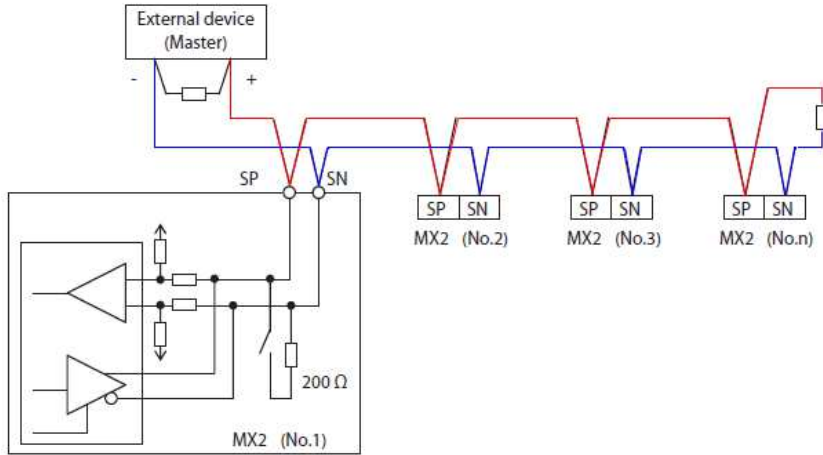 External device
(Master)
- +
SP SN
SP SN
MX2 (No.2)
SP SN
MX2 (No.3)
SP SN
MX2 (No.n)
200 Ω
MX2 (No.1)